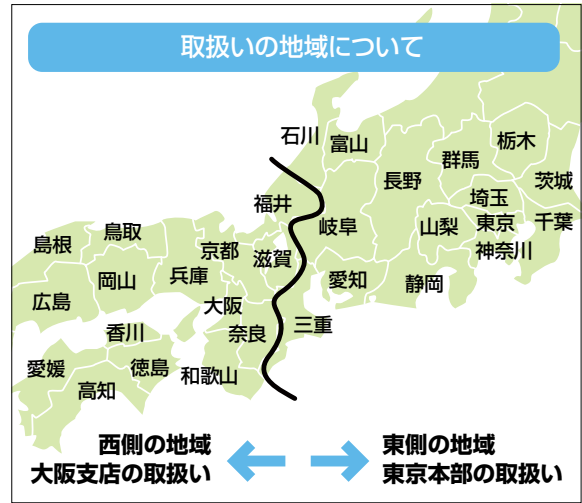 取扱いの地域について
石川
富山
栃木
群馬
長野
茨城
福井
埼玉
岐阜
山梨
東京
千葉
鳥取
島根
京都
滋賀
神奈川
兵庫
岡山
愛知
静岡
広島
大阪
三重
香川
奈良
愛媛
徳島
和歌山
高知
西側の地域
大阪支店の取扱い
東側の地域
東京本部の取扱い